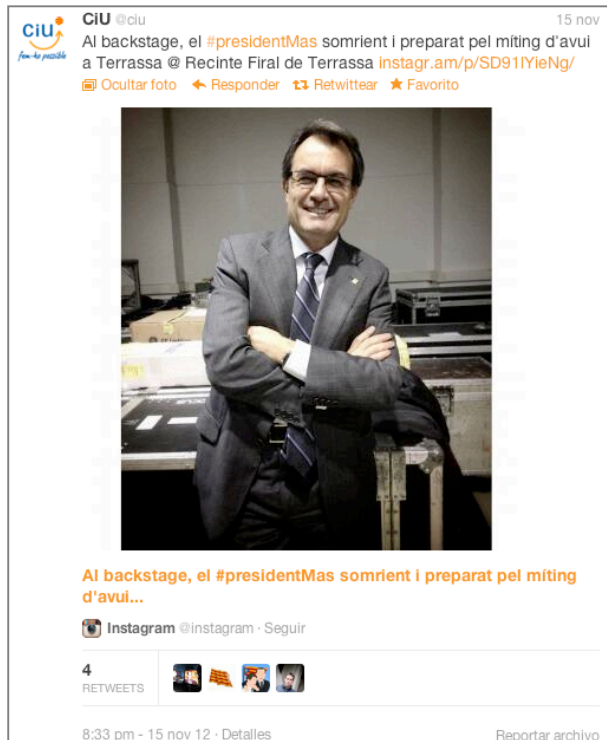 CiU @ciu 15 nov
CiU
fem-ho possible
Al backstage, el #presidentMas somrient i preparat pel míting d'avui
a Terrassa @ Recinte Firal de Terrassa instagr.am/p/SD91lYieNg/
Ocultar foto Responder Retwittear Favorito
Al backstage, el #presidentMas somrient i preparat pel míting
d'avui...
Instagram @instagram · Seguir
4
RETWEETS
8:33 pm - 15 nov 12 · Detalles Reportar archivo